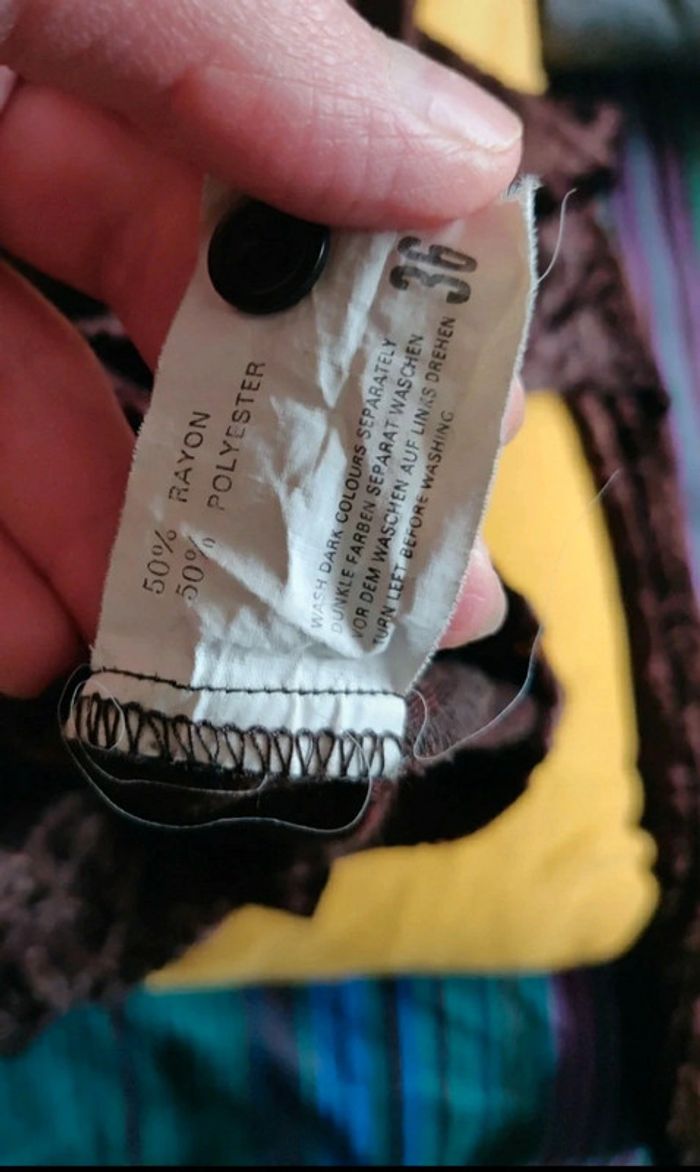 50% RAYON
50% POLYESTER
36
WASH DARK COLOURS SEPARATELY
DUNKLE FARBEN SEPARAT WASCHEN
VOR DEM WASCHEN AUF LINKS DREHEN
TURN LEFT BEFORE WASHING